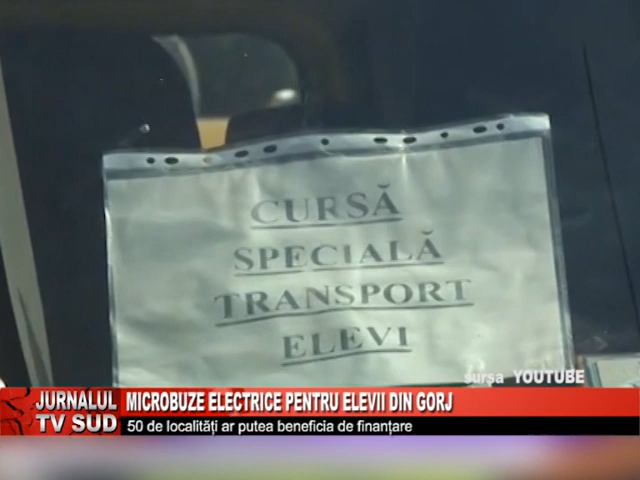 CURSĂ
SPECIALĂ
TRANSPORT
ELEVI
sursa YOUTUBE
JURNALUL
TV SUD
MICROBUZE ELECTRICE PENTRU ELEVII DIN GORJ
50 de localități ar putea beneficia de finanțare